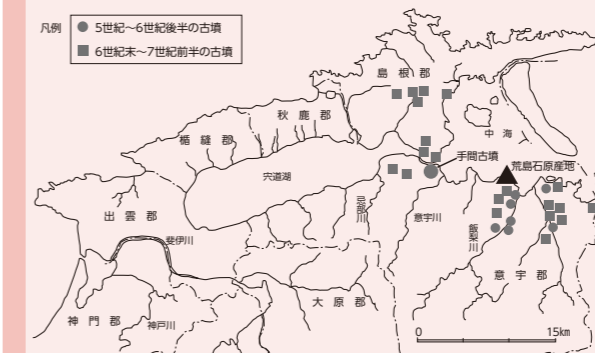 凡例
5世紀〜6世紀後半の古墳
6世紀末〜7世紀前半の古墳
島根郡
秋鹿郡
楯縫郡
中海
手間古墳
荒島石原産地
宍道湖
出雲郡
斐伊川
忌部川
意宇川
飯梨川
意宇郡
大原郡
神門郡
神戸川
0 15km